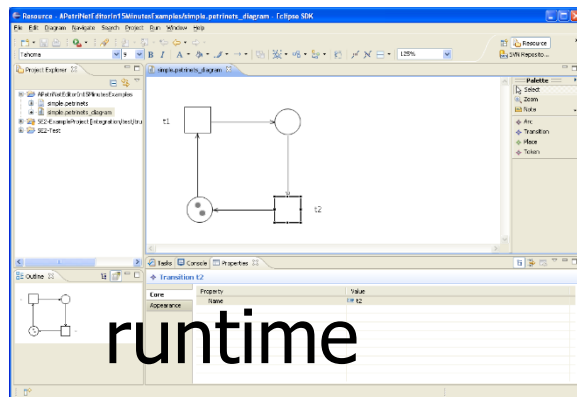 Resource - APetriNetEditorIn15MinutesExamples/simple.petrinets_diagram - Eclipse SDK
File Edit Diagram Navigate Search Project Run Window Help
Resource
Tahoma 9 B I A 125% SVN Reposito...
Project Explorer
simple.petrinets_diagram
APetriNetEditorIn15MinutesExamples
simple.petrinets
simple.petrinets_diagram
SE2-Test
t1
t2
Palette
Select
Zoom
Note
Arc
Transition
Place
Token
Outline
Tasks Console Properties
Transition t2
Core
Appearance
Property Value
Name t2
runtime